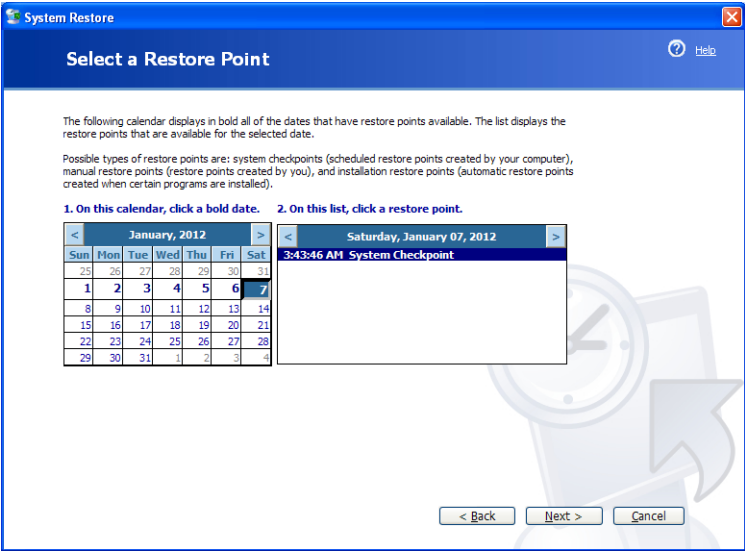 System Restore
Select a Restore Point
Help
The following calendar displays in bold all of the dates that have restore points available. The list displays the
restore points that are available for the selected date.
Possible types of restore points are: system checkpoints (scheduled restore points created by your computer),
manual restore points (restore points created by you), and installation restore points (automatic restore points
created when certain programs are installed).
1. On this calendar, click a bold date. 2. On this list, click a restore point.
< January, 2012 >
Sun Mon Tue Wed Thu Fri Sat
25 26 27 28 29 30 31
1 2 3 4 5 6 7
8 9 10 11 12 13 14
15 16 17 18 19 20 21
22 23 24 25 26 27 28
29 30 31 1 2 3 4
< Saturday, January 07, 2012 >
3:43:46 AM System Checkpoint
< Back Next > Cancel